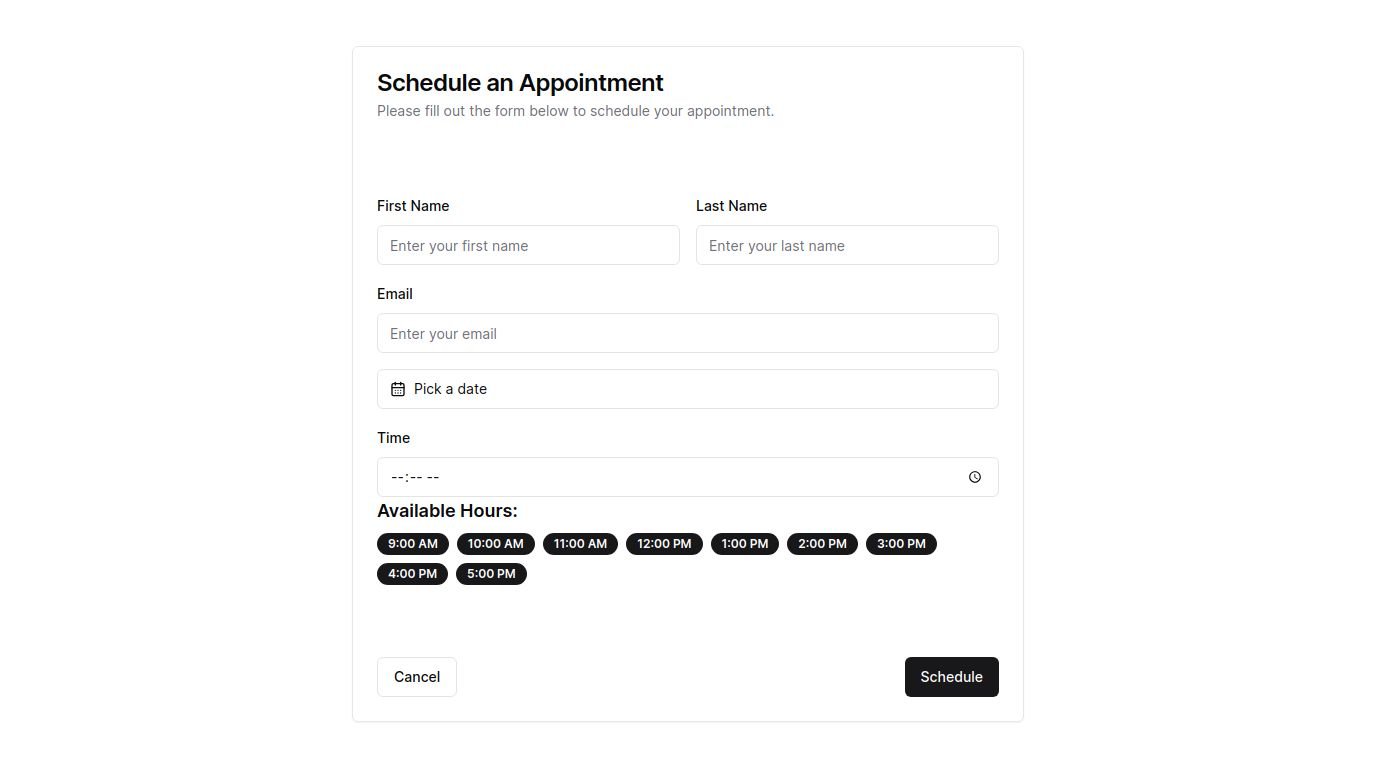 Schedule an Appointment
Please fill out the form below to schedule your appointment.
First Name Last Name
Enter your first name Enter your last name
Email
Enter your email
Pick a date
Time
--:-- --
Available Hours:
9:00 AM 10:00 AM 11:00 AM 12:00 PM 1:00 PM 2:00 PM 3:00 PM
4:00 PM 5:00 PM
Cancel Schedule